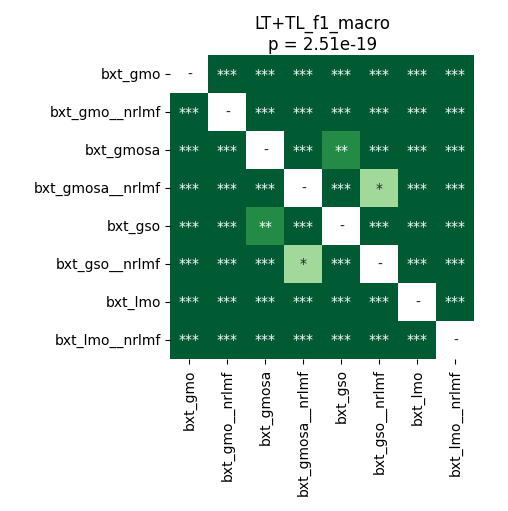 LT+TL_f1_macro
p = 2.51e-19
bxt_gmo - *** *** *** *** *** *** ***
bxt_gmo__nrlmf *** - *** *** *** *** *** ***
bxt_gmosa *** *** - *** ** *** *** ***
bxt_gmosa__nrlmf *** *** *** - *** * *** ***
bxt_gso *** *** ** *** - *** *** ***
bxt_gso__nrlmf *** *** *** * *** - *** ***
bxt_lmo *** *** *** *** *** *** - ***
bxt_lmo__nrlmf *** *** *** *** *** *** *** -
bxt_gmo
bxt_gmo__nrlmf
bxt_gmosa
bxt_gmosa__nrlmf
bxt_gso
bxt_gso__nrlmf
bxt_lmo
bxt_lmo__nrlmf